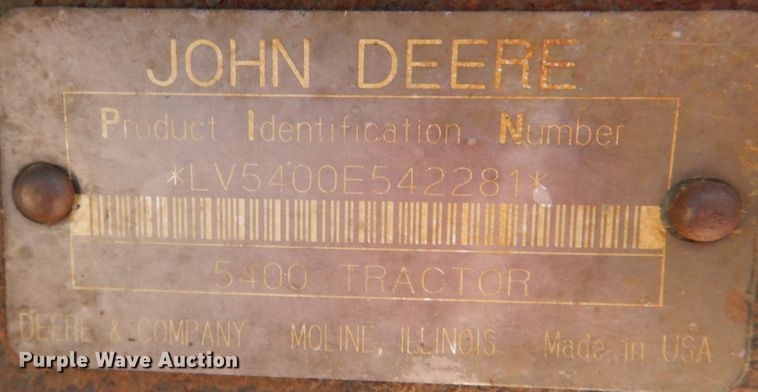 JOHN DEERE
Product Identification Number
*LV5400E542281*
5400 TRACTOR
DEERE & COMPANY MOLINE, ILLINOIS Made in USA
Purple Wave Auction